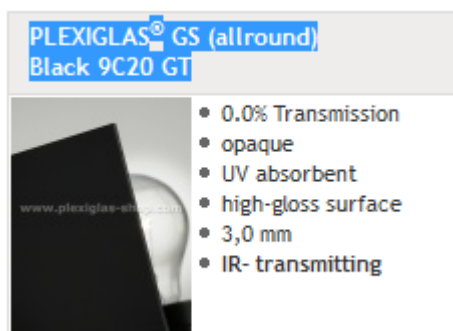 PLEXIGLAS® GS (allround)
Black 9C20 GT
0.0% Transmission
opaque
UV absorbent
www.plexiglas-shop.com
high-gloss surface
3,0 mm
IR- transmitting